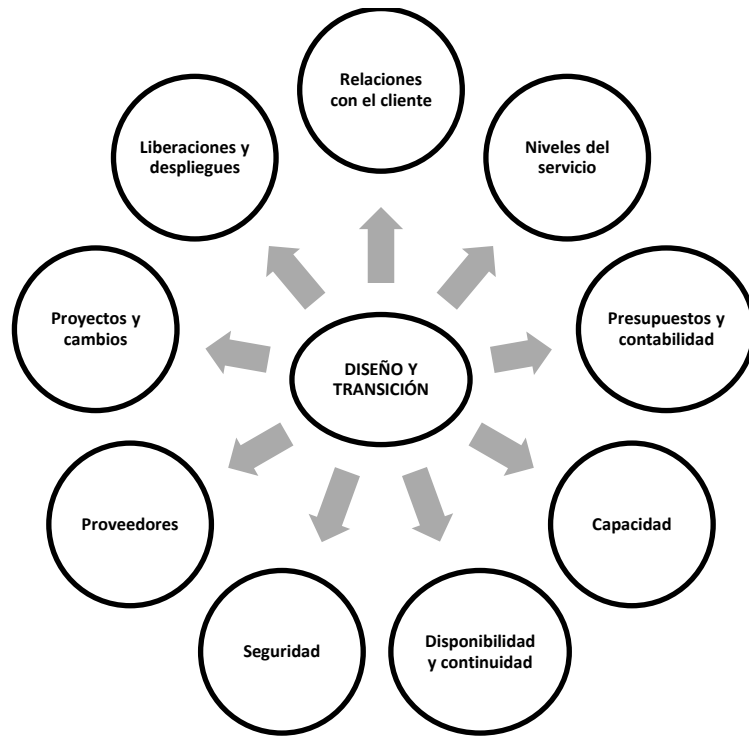 Relaciones
con el cliente
Niveles del
servicio
Presupuestos y
contabilidad
Capacidad
Disponibilidad
y continuidad
Seguridad
Proveedores
Proyectos y
cambios
Liberaciones y
despliegues
DISEÑO Y
TRANSICIÓN